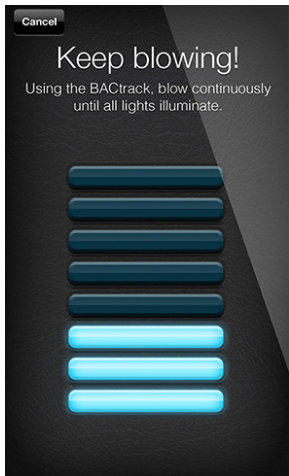 Cancel
Keep blowing!
Using the BACtrack, blow continuously
until all lights illuminate.